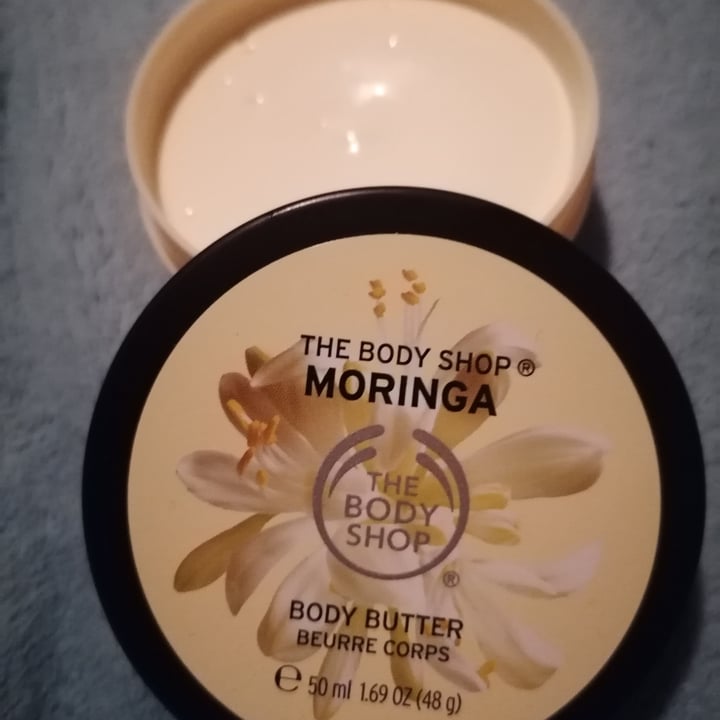 THE BODY SHOP ®
MORINGA
THE
BODY
SHOP
®
BODY BUTTER
BEURRE CORPS
℮ 50 ml 1.69 OZ (48 g)